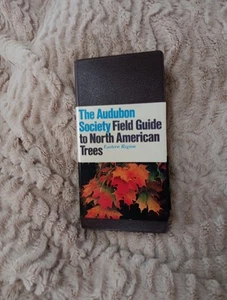 The Audubon
Society Field Guide
to North American
Trees Eastern Region